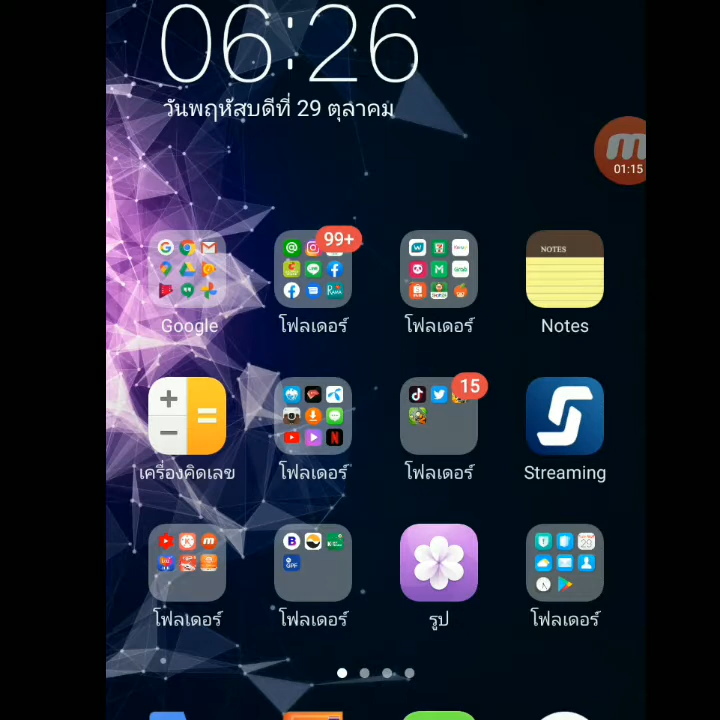 06:26
วันพฤหัสบดีที่ 29 ตุลาคม
01:15
99+
NOTES
Google
โฟลเดอร์
โฟลเดอร์
Notes
15
เครื่องคิดเลข
โฟลเดอร์
โฟลเดอร์
Streaming
GPF
โฟลเดอร์
โฟลเดอร์
รูป
โฟลเดอร์